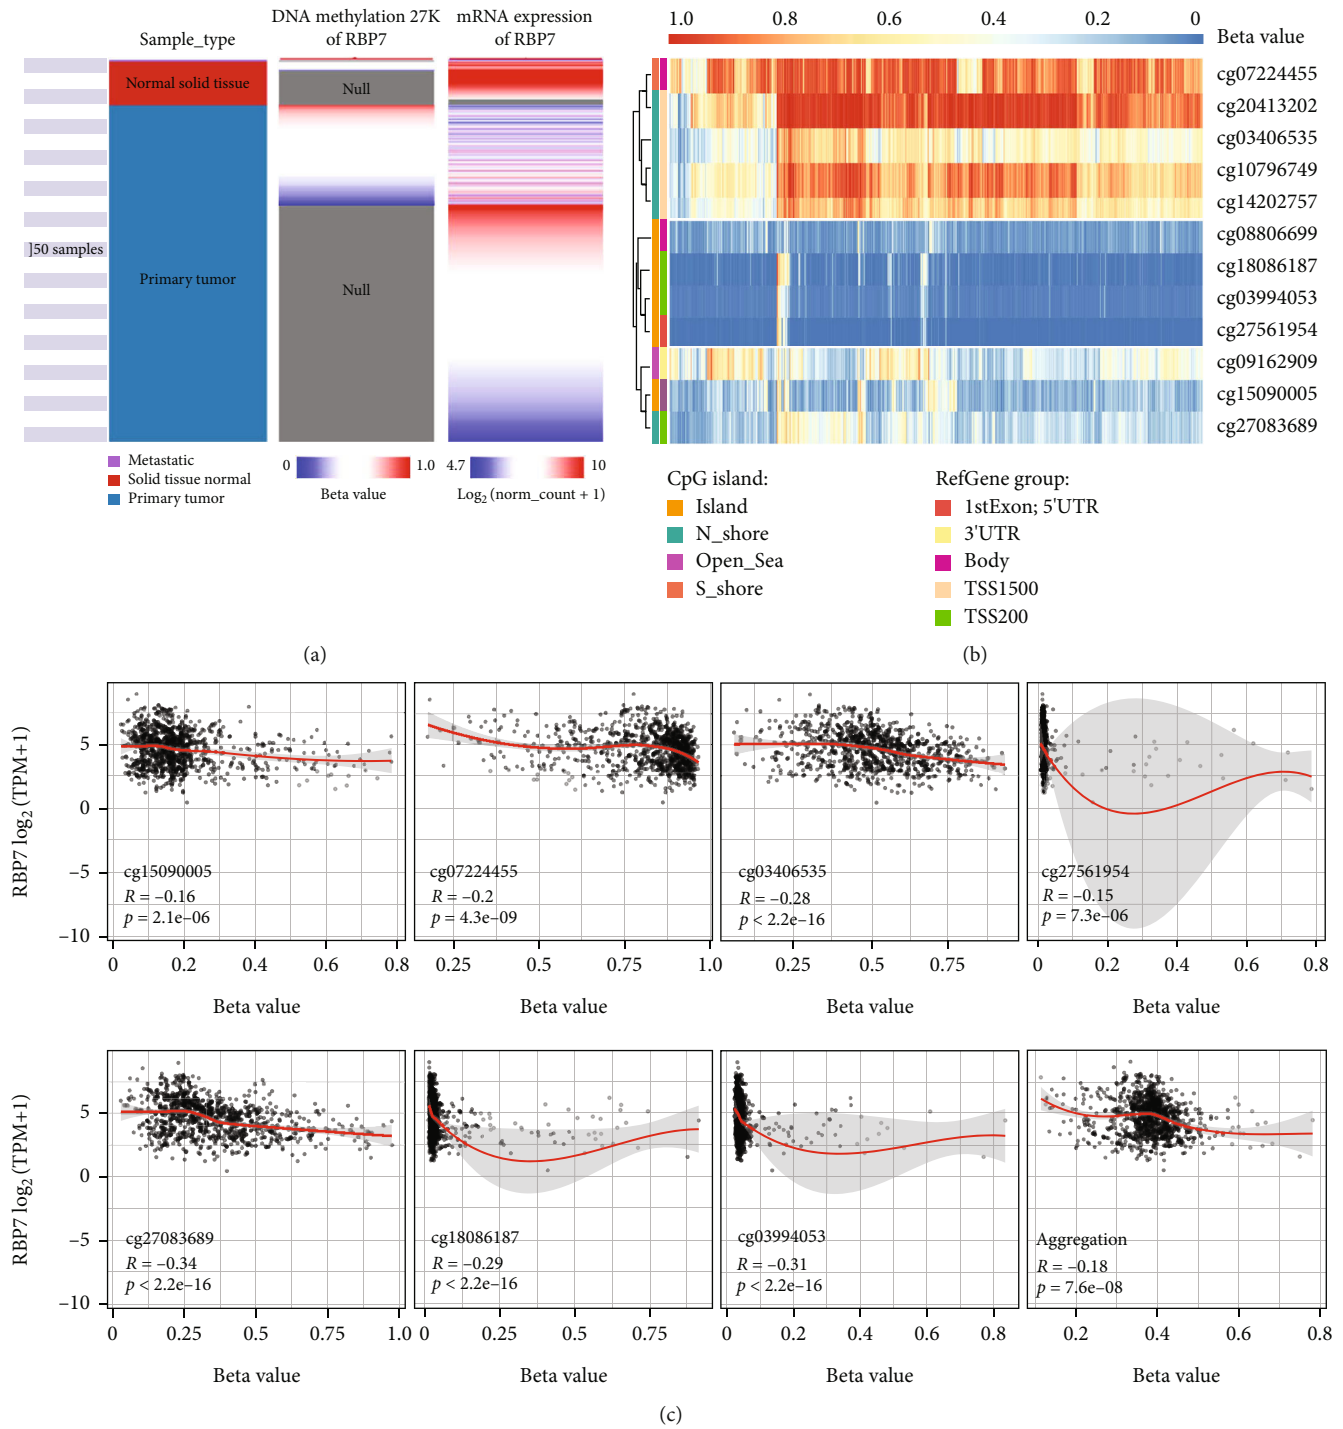 Sample_type
DNA methylation 27K
of RBP7
mRNA expression
of RBP7
Normal solid tissue
Null
]50 samples
Primary tumor
Null
Metastatic
Solid tissue normal
Primary tumor
0 1.0
Beta value
4.7 10
Log2 (norm_count + 1)
(a)
1.0 0.8 0.6 0.4 0.2 0
Beta value
cg07224455
cg20413202
cg03406535
cg10796749
cg14202757
cg08806699
cg18086187
cg03994053
cg27561954
cg09162909
cg15090005
cg27083689
CpG island:
Island
N_shore
Open_Sea
S_shore
RefGene group:
1stExon; 5'UTR
3'UTR
Body
TSS1500
TSS200
(b)
RBP7 log2 (TPM+1)
5
0
−5
−10
cg15090005
R = −0.16
p = 2.1e−06
0 0.2 0.4 0.6 0.8
Beta value
cg07224455
R = −0.2
p = 4.3e−09
0.25 0.5 0.75 1.0
Beta value
cg03406535
R = −0.28
p < 2.2e−16
0.25 0.5 0.75
Beta value
cg27561954
R = −0.15
p = 7.3e−06
0 0.2 0.4 0.6 0.8
Beta value
RBP7 log2 (TPM+1)
5
0
−5
−10
cg27083689
R = −0.34
p < 2.2e−16
0 0.25 0.5 0.75 1.0
Beta value
cg18086187
R = −0.29
p < 2.2e−16
0 0.25 0.5 0.75
Beta value
cg03994053
R = −0.31
p < 2.2e−16
0 0.2 0.4 0.6 0.8
Beta value
Aggregation
R = −0.18
p = 7.6e−08
0.2 0.4 0.6 0.8
Beta value
(c)